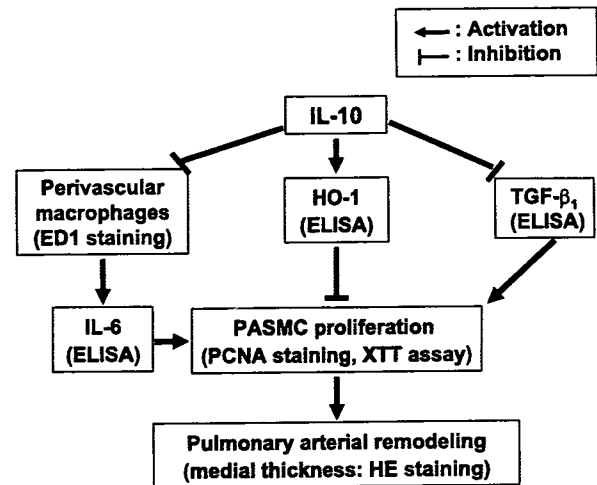 : Activation
: Inhibition
IL-10
Perivascular
macrophages
(ED1 staining)
HO-1
(ELISA)
TGF-β₁
(ELISA)
IL-6
(ELISA)
PASMC proliferation
(PCNA staining, XTT assay)
Pulmonary arterial remodeling
(medial thickness: HE staining)